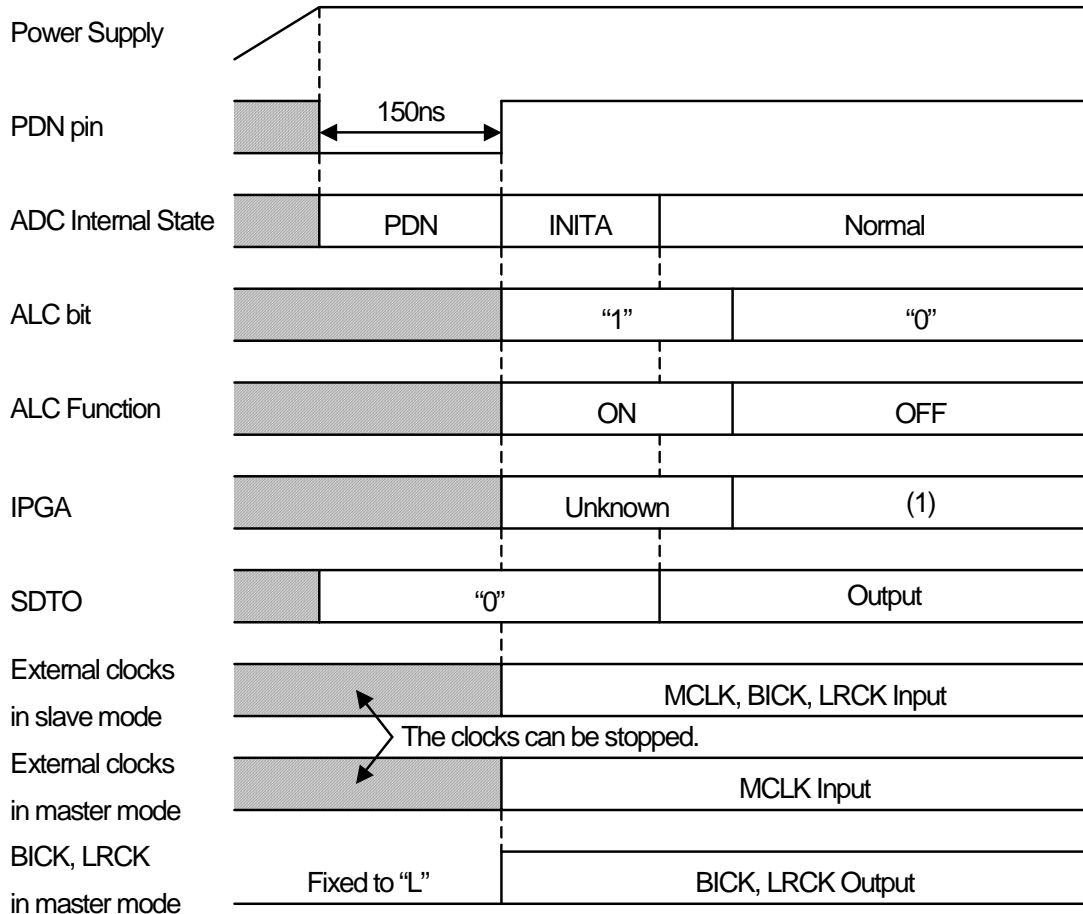 Power Supply
PDN pin
150ns
ADC Internal State
PDN
INITA
Normal
ALC bit
“1”
“0”
ALC Function
ON
OFF
IPGA
Unknown
(1)
SDTO
“0”
Output
External clocks
in slave mode
MCLK, BICK, LRCK Input
The clocks can be stopped.
External clocks
in master mode
MCLK Input
BICK, LRCK
in master mode
Fixed to “L”
BICK, LRCK Output